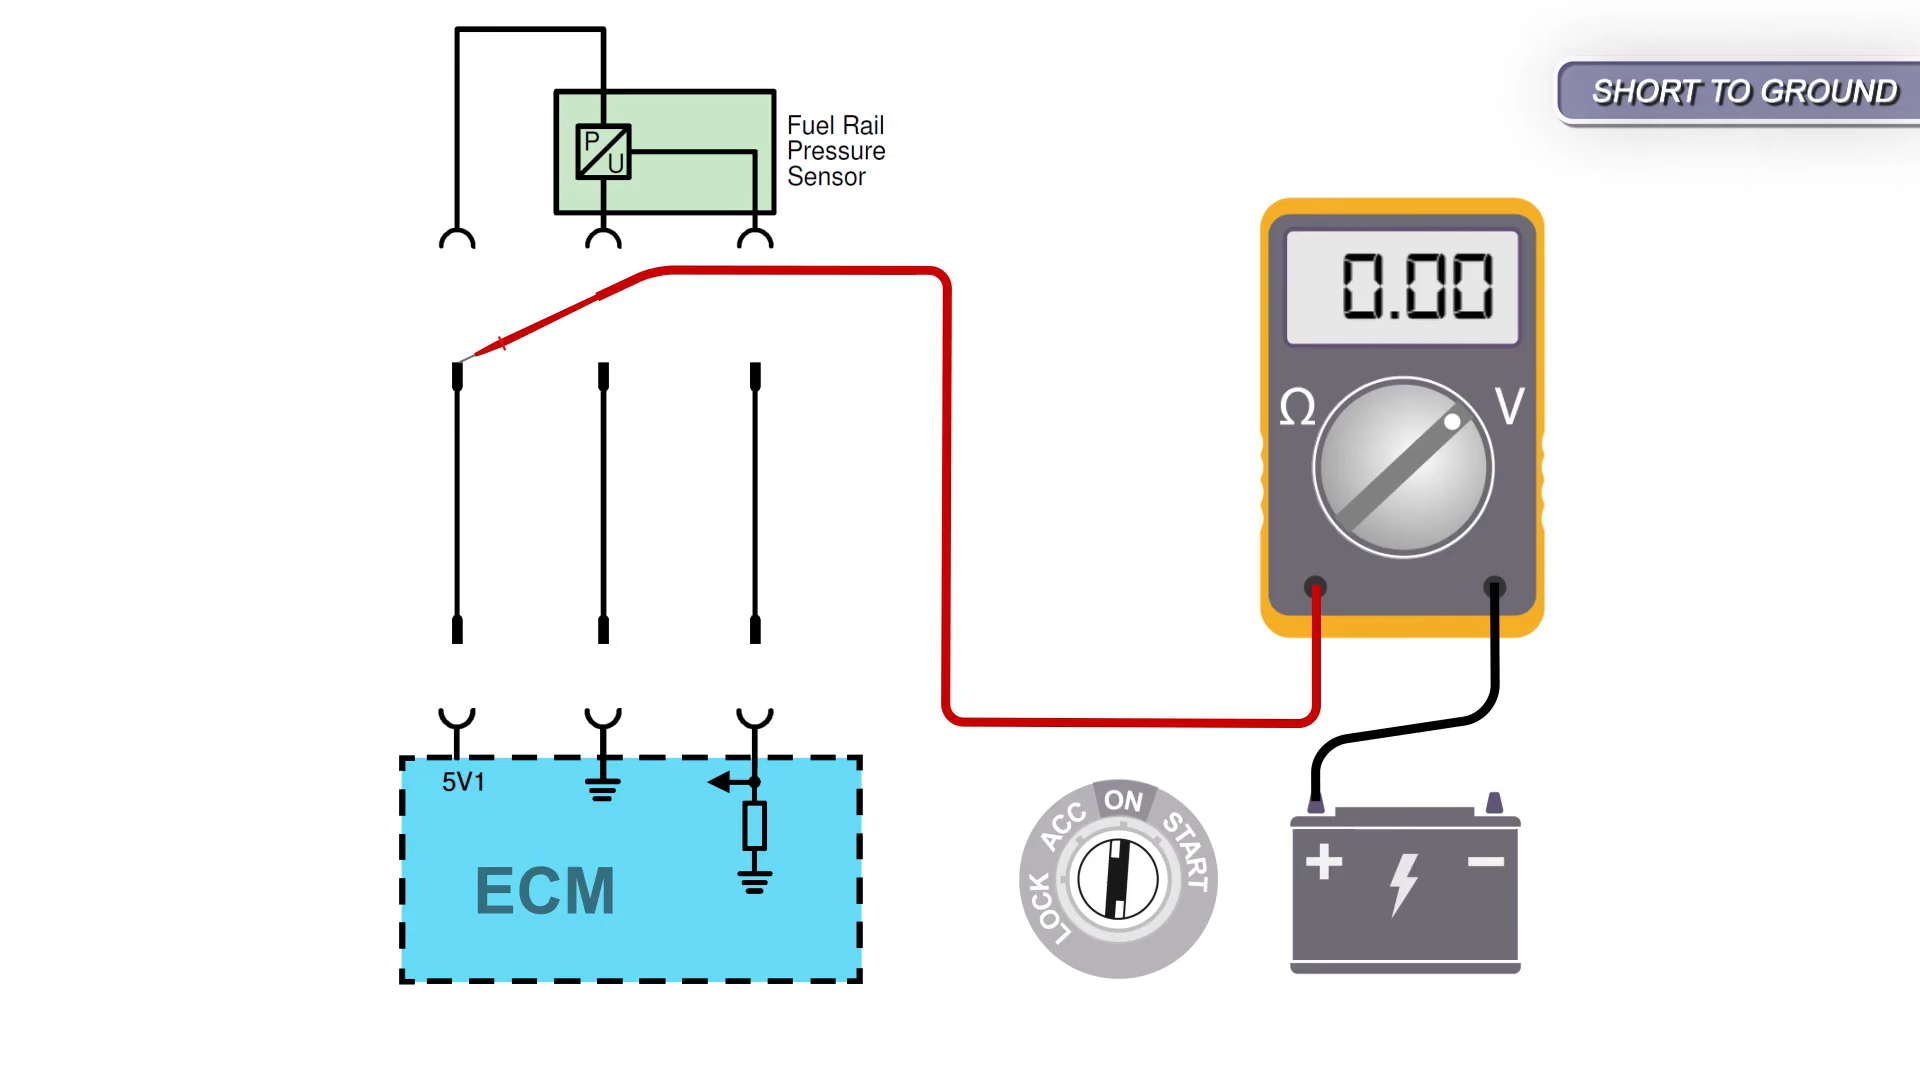 SHORT TO GROUND
Fuel Rail
Pressure
Sensor
P
U
0.00
Ω
V
5V1
ECM
LOCK
ACC
ON
START
+
−